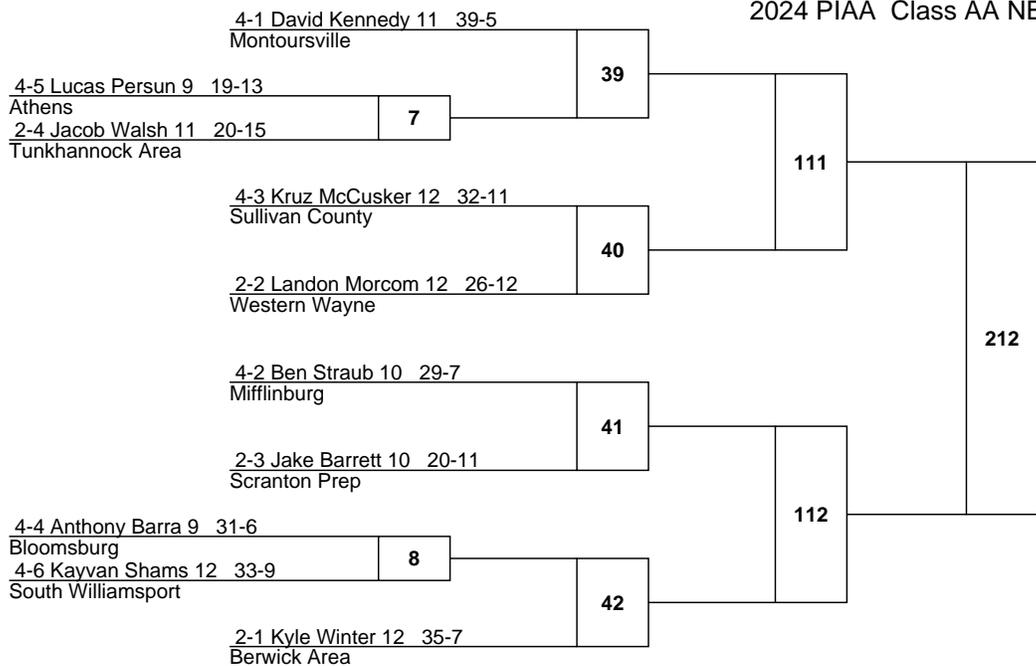 2024 PIAA Class AA NE
4-1 David Kennedy 11 39-5
Montoursville
39
4-5 Lucas Persun 9 19-13
Athens
7
2-4 Jacob Walsh 11 20-15
Tunkhannock Area
111
4-3 Kruz McCusker 12 32-11
Sullivan County
40
2-2 Landon Morcom 12 26-12
Western Wayne
212
4-2 Ben Straub 10 29-7
Mifflinburg
41
2-3 Jake Barrett 10 20-11
Scranton Prep
112
4-4 Anthony Barra 9 31-6
Bloomsburg
8
4-6 Kayvan Shams 12 33-9
South Williamsport
42
2-1 Kyle Winter 12 35-7
Berwick Area